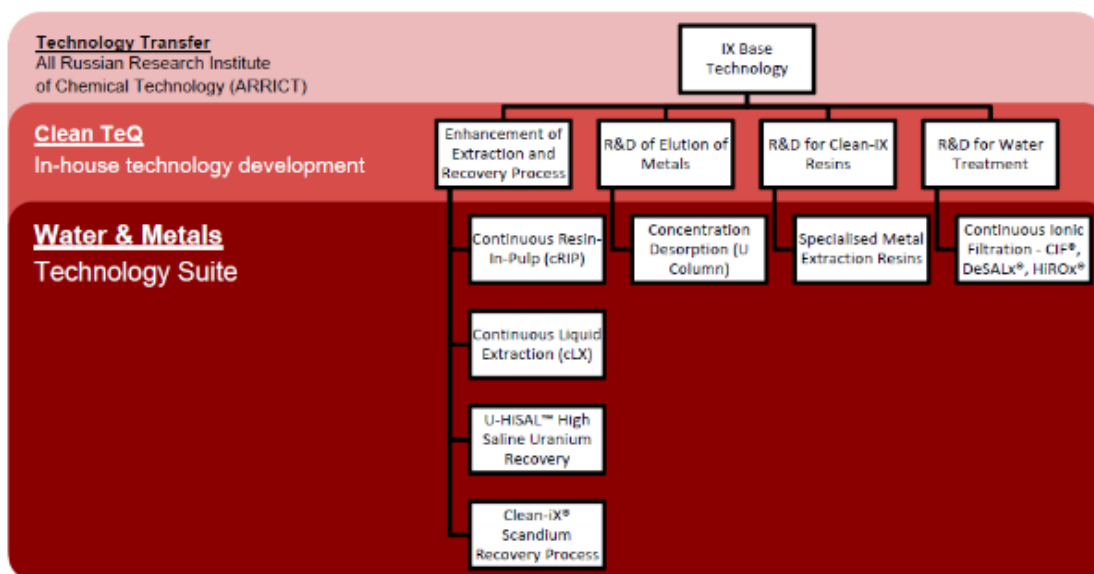 Technology Transfer
All Russian Research Institute
of Chemical Technology (ARRICT)
IX Base
Technology
Clean TeQ
In-house technology development
Enhancement of
Extraction and
Recovery Process
R&D of Elution of
Metals
R&D for Clean-IX
Resins
R&D for Water
Treatment
Water & Metals
Technology Suite
Continuous Resin-
In-Pulp (cRIP)
Concentration
Desorption (U
Column)
Specialised Metal
Extraction Resins
Continuous Ionic
Filtration - CIF®,
DeSALx®, HiROx®
Continuous Liquid
Extraction (cLX)
U-HiSAL™ High
Saline Uranium
Recovery
Clean-iX®
Scandium
Recovery Process